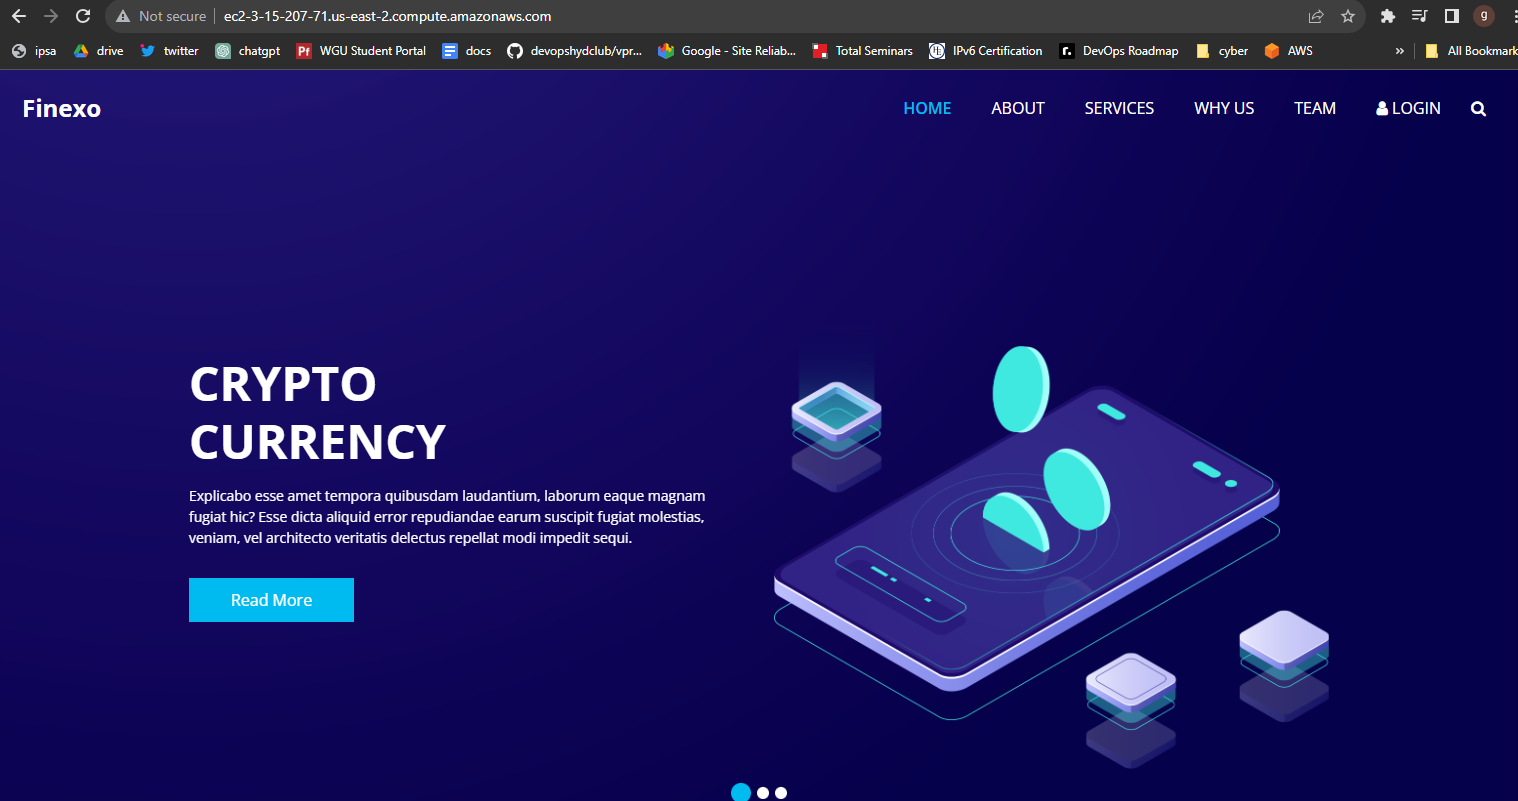 Not secure ec2-3-15-207-71.us-east-2.compute.amazonaws.com g
ipsa drive twitter chatgpt Pf WGU Student Portal docs devopshydclub/vpr... Google - Site Reliab... Total Seminars IPv6 Certification r. DevOps Roadmap cyber AWS » All Bookmark
Finexo HOME ABOUT SERVICES WHY US TEAM LOGIN
CRYPTO
CURRENCY
Explicabo esse amet tempora quibusdam laudantium, laborum eaque magnam
fugiat hic? Esse dicta aliquid error repudiandae earum suscipit fugiat molestias,
veniam, vel architecto veritatis delectus repellat modi impedit sequi.
Read More